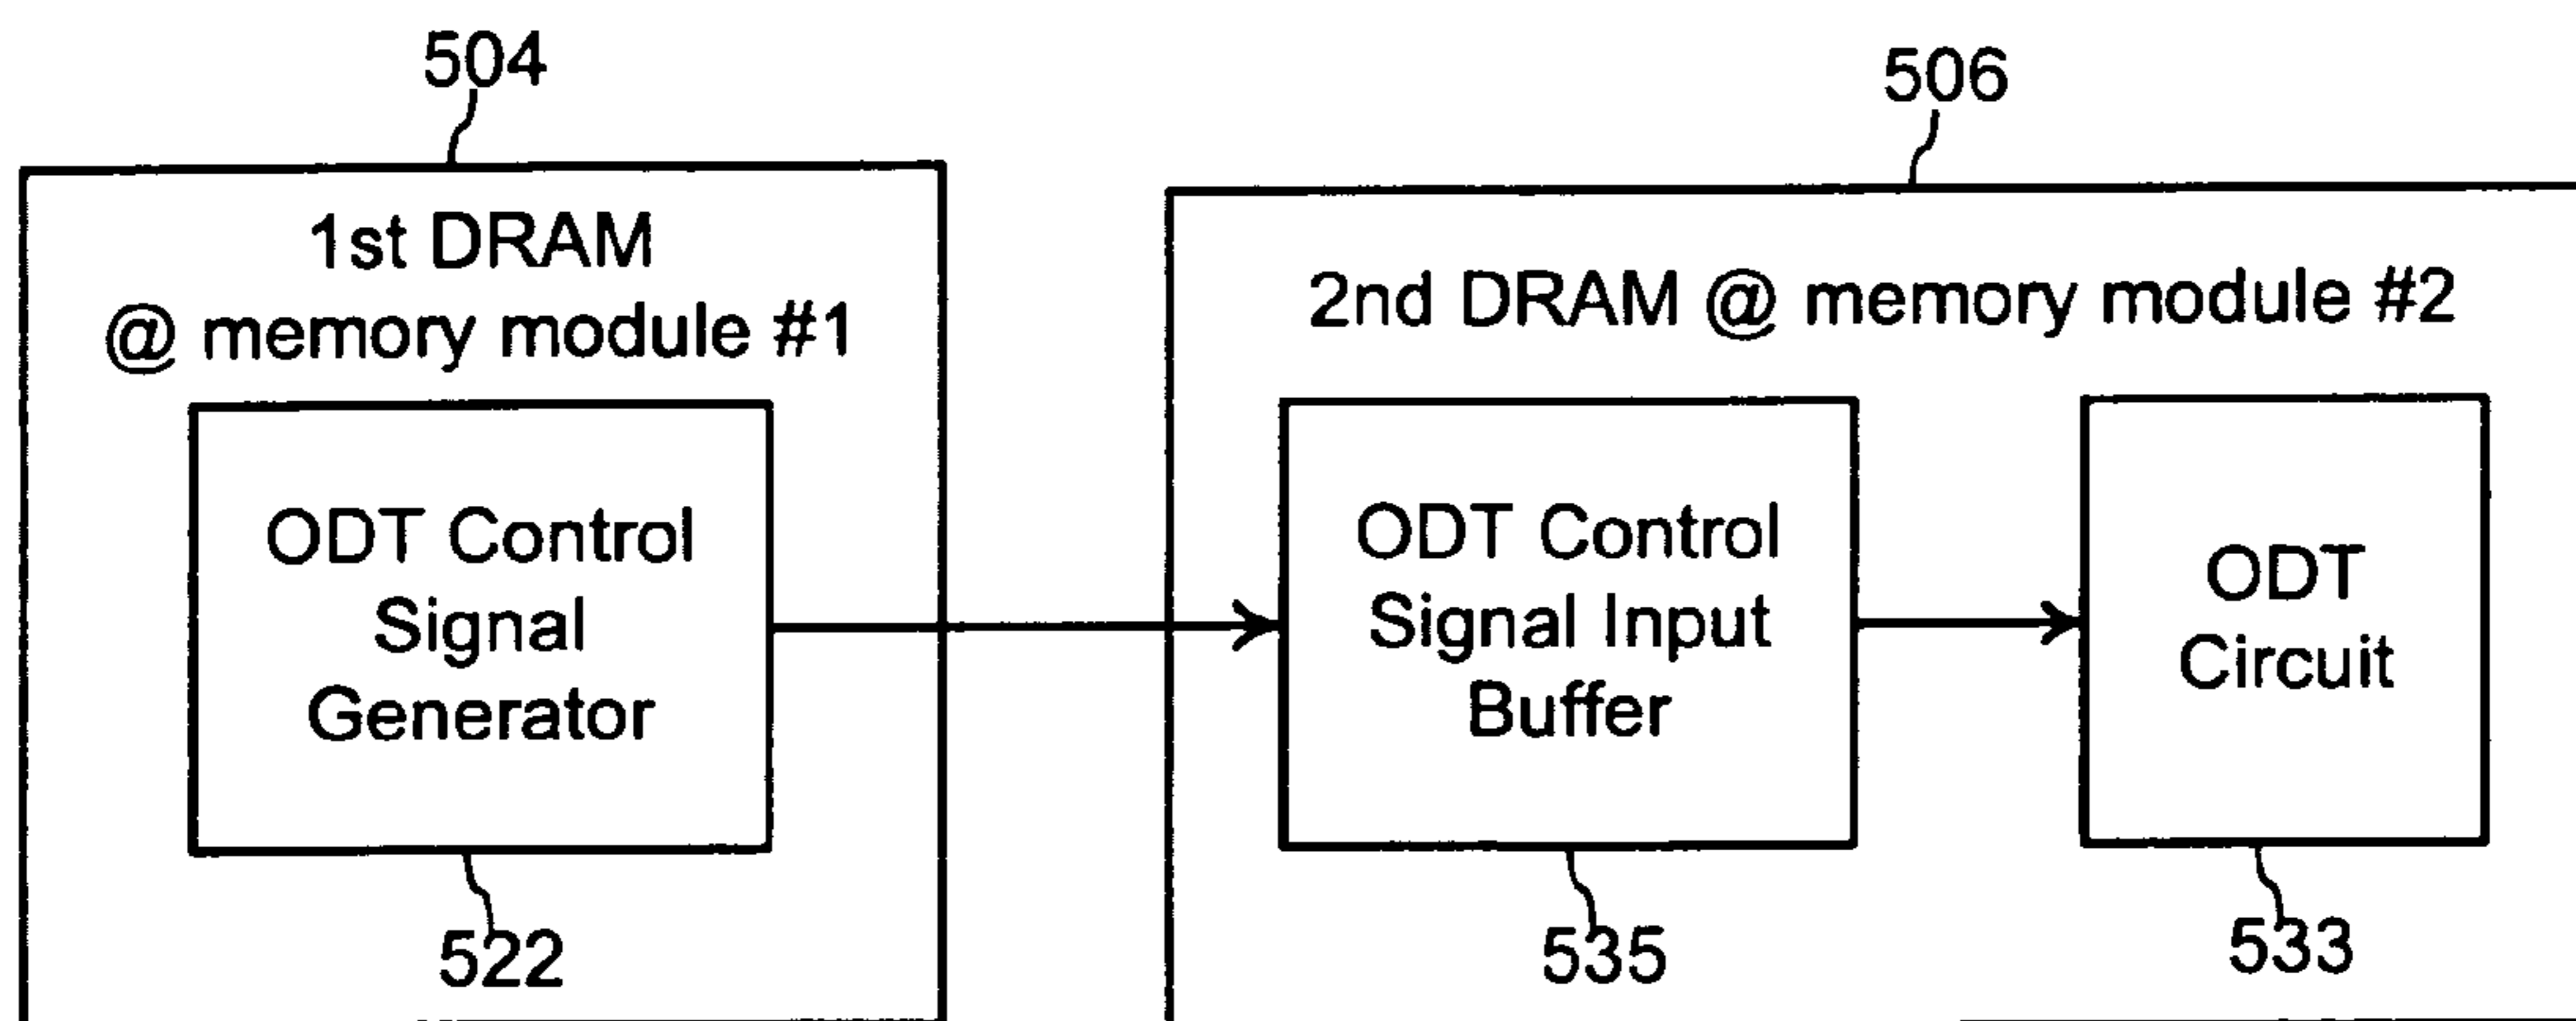 504
506
1st DRAM
@ memory module #1
2nd DRAM @ memory module #2
ODT Control
Signal
Generator
ODT Control
Signal Input
Buffer
ODT
Circuit
522
535
533